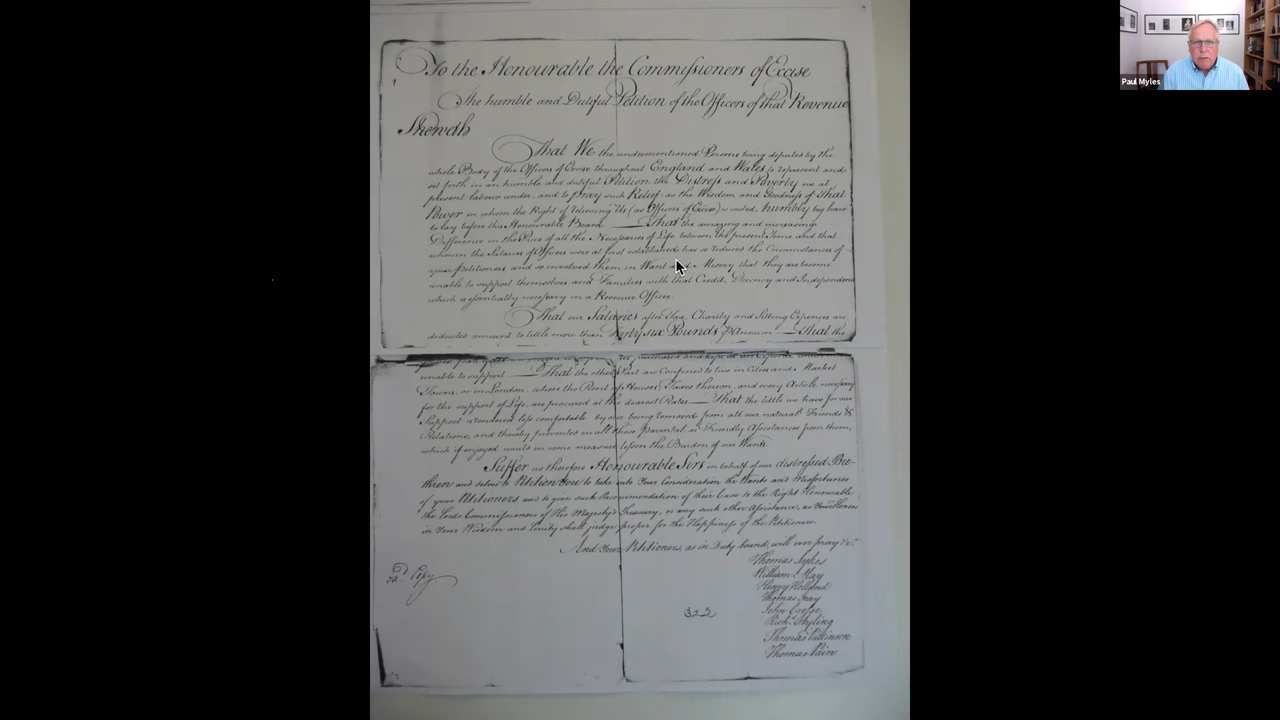 To the Honourable the Commissioners of Excise
The humble and Dutiful Petition of the Officers of that Revenue
Sheweth
That We the undermentioned Persons being deputed by the
whole Body of the Officers of Excise throughout England and Wales to represent and
set forth in an humble and dutiful Petition the Distress and Poverty we at
present labour under, and to pray such Relief as the Wisdom and Goodness of that
Power in whom the Right of relieving Us (as Officers of Excise) is vested, humbly beg leave
to lay before this Honourable Board. — That the amazing and increasing
Difference in the Price of all the Necessaries of Life between the present Time and that
when the Salaries of Officers were at first established has so reduced the Circumstances of
your Petitioners and so involved them in Want and Misery that they are become
unable to support themselves and Families with that Credit, Decency and Independence
which is essentially necessary in a Revenue Officer.
That our Salaries after Tax, Charity and Sitting Expences are
deducted amount to little more than Forty six Pounds P Annum — That the
unable to support — That the other Part are confined to live in Cities and Market
Towns, or in London, where the Rent of Houses, Taxes thereon, and every Article necessary
for the support of Life, are procured at the dearest Rates — That the little we have for our
Support is rendered less comfortable by our being removed from all our natural Friends &
Relations, and thereby prevented in all those Parental or Friendly Assistances from them,
which if enjoyed would in some measure lessen the Burden of our Wants.
Suffer us therefore Honourable Sirs in behalf of our distressed Bre-
thren and selves to Petition You to take into Your Consideration the Wants and Misfortunes
of your Petitioners and to give such Recommendation of their Case to the Right Honourable
the Lords Commissioners of His Majesty's Treasury, or any such other Assistance, as Your Honors
in Your Wisdom and Lenity shall judge proper for the Happiness of the Petitioners.
And Your Petitioners, as in Duty bound, will ever pray &c.
Thomas Sykes
William May
Henry Holland
Thomas Gray
Copy
John
Thomas Pattinson
Thomas Pain
Paul Myles